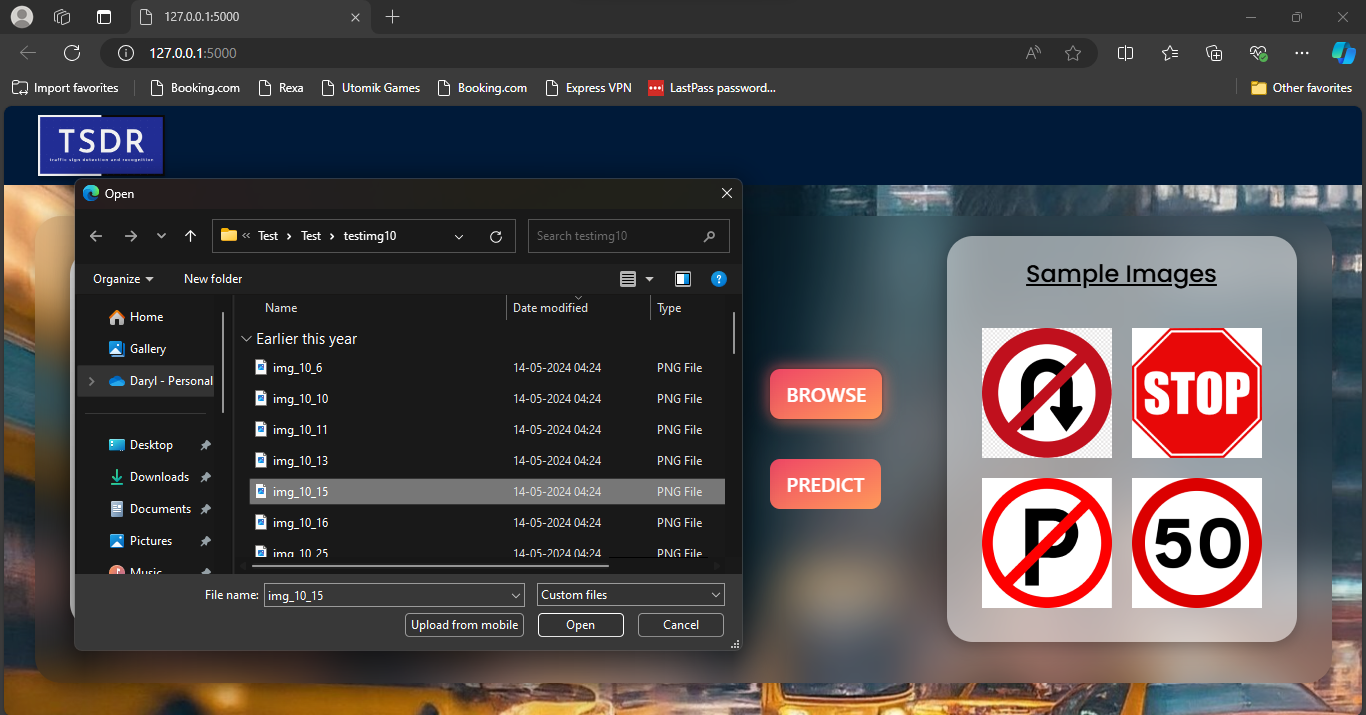 127.0.0.1:5000
127.0.0.1:5000
Import favorites
Booking.com
Rexa
Utomik Games
Booking.com
Express VPN
LastPass password...
Other favorites
TSDR
traffic sign detection and recognition
Open
Test
Test
testimg10
Search testimg10
Organize
New folder
Home
Gallery
Daryl - Personal
Desktop
Downloads
Documents
Pictures
Music
Name Date modified Type
Earlier this year
img_10_6 14-05-2024 04:24 PNG File
img_10_10 14-05-2024 04:24 PNG File
img_10_11 14-05-2024 04:24 PNG File
img_10_13 14-05-2024 04:24 PNG File
img_10_15 14-05-2024 04:24 PNG File
img_10_16 14-05-2024 04:24 PNG File
img_10_25 14-05-2024 04:24 PNG File
File name: img_10_15
Custom files
Upload from mobile
Open
Cancel
BROWSE
PREDICT
Sample Images
STOP
P
50